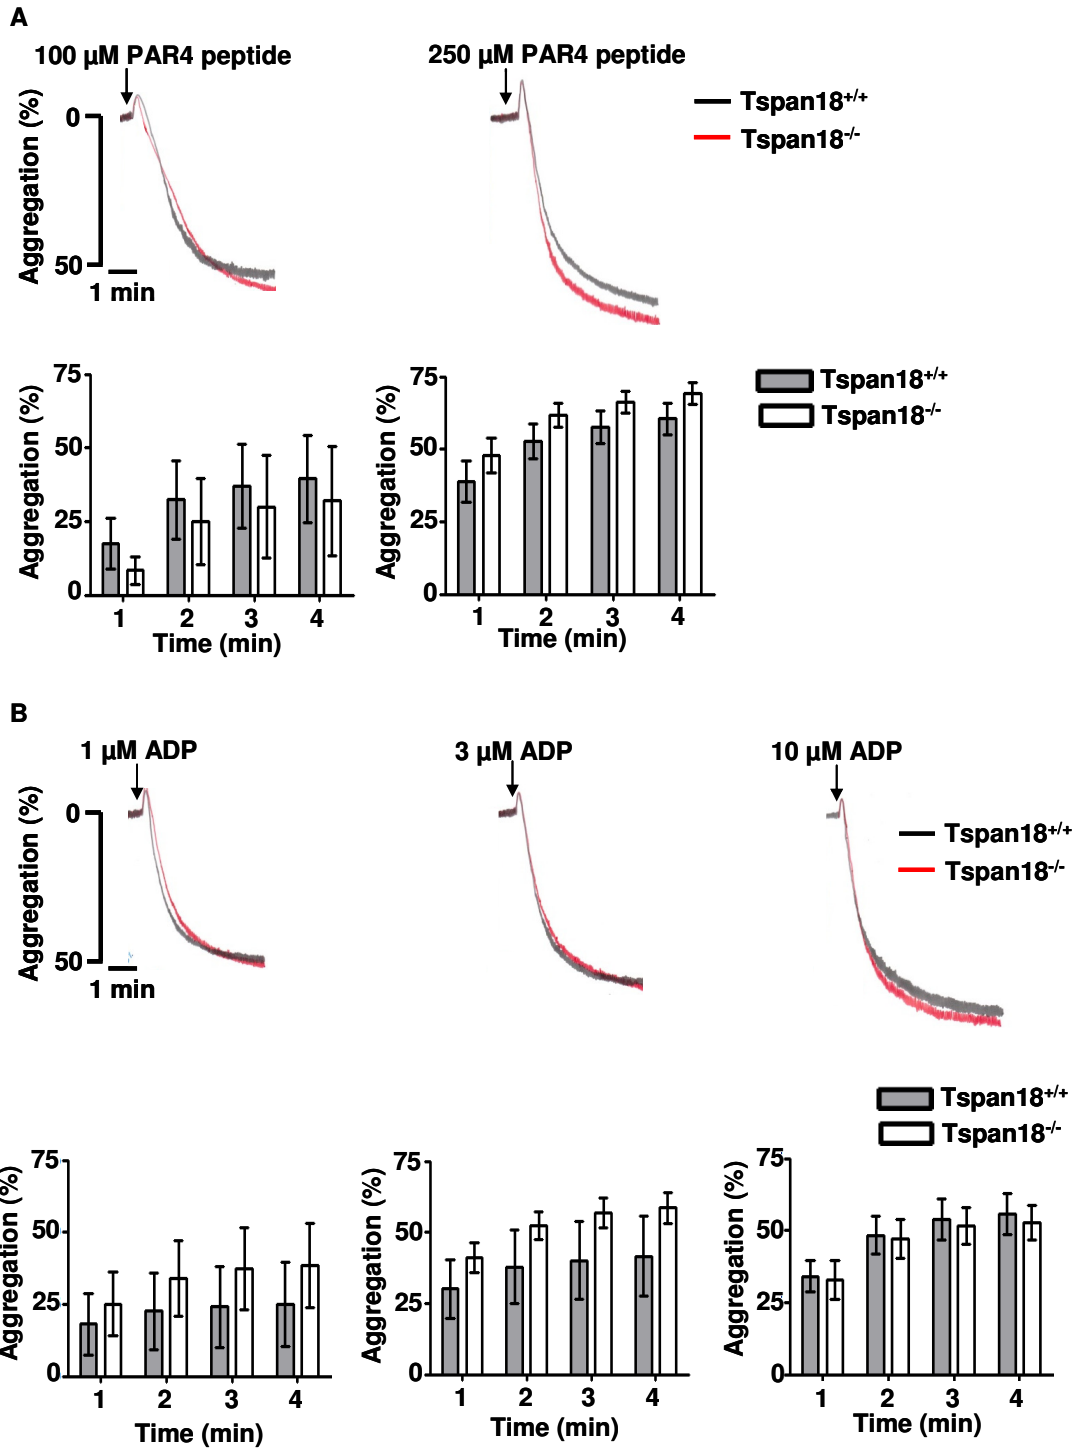 A
100 µM PAR4 peptide
250 µM PAR4 peptide
Aggregation (%)
0
50
1 min
Tspan18+/+
Tspan18-/-
Aggregation (%)
75
50
25
0
1 2 3 4
Time (min)
Aggregation (%)
75
50
25
0
1 2 3 4
Time (min)
Tspan18+/+
Tspan18-/-
B
1 µM ADP
3 µM ADP
10 µM ADP
Aggregation (%)
0
50
1 min
Tspan18+/+
Tspan18-/-
Tspan18+/+
Tspan18-/-
Aggregation (%)
75
50
25
0
1 2 3 4
Time (min)
Aggregation (%)
75
50
25
0
1 2 3 4
Time (min)
Aggregation (%)
75
50
25
0
1 2 3 4
Time (min)